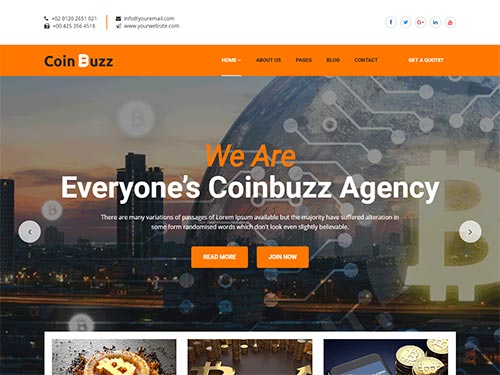 +02 0120 2651 021
info@youremail.com
+00 425 356 4518
www.yourwebsite.com
Coin Buzz
HOME
ABOUT US
PAGES
BLOG
CONTACT
GET A QUOTE!
We Are
Everyone's Coinbuzz Agency
There are many variations of passages of Lorem Ipsum available but the majority have suffered alteration in
some form randomised words which don't look even slightly believable.
READ MORE
JOIN NOW